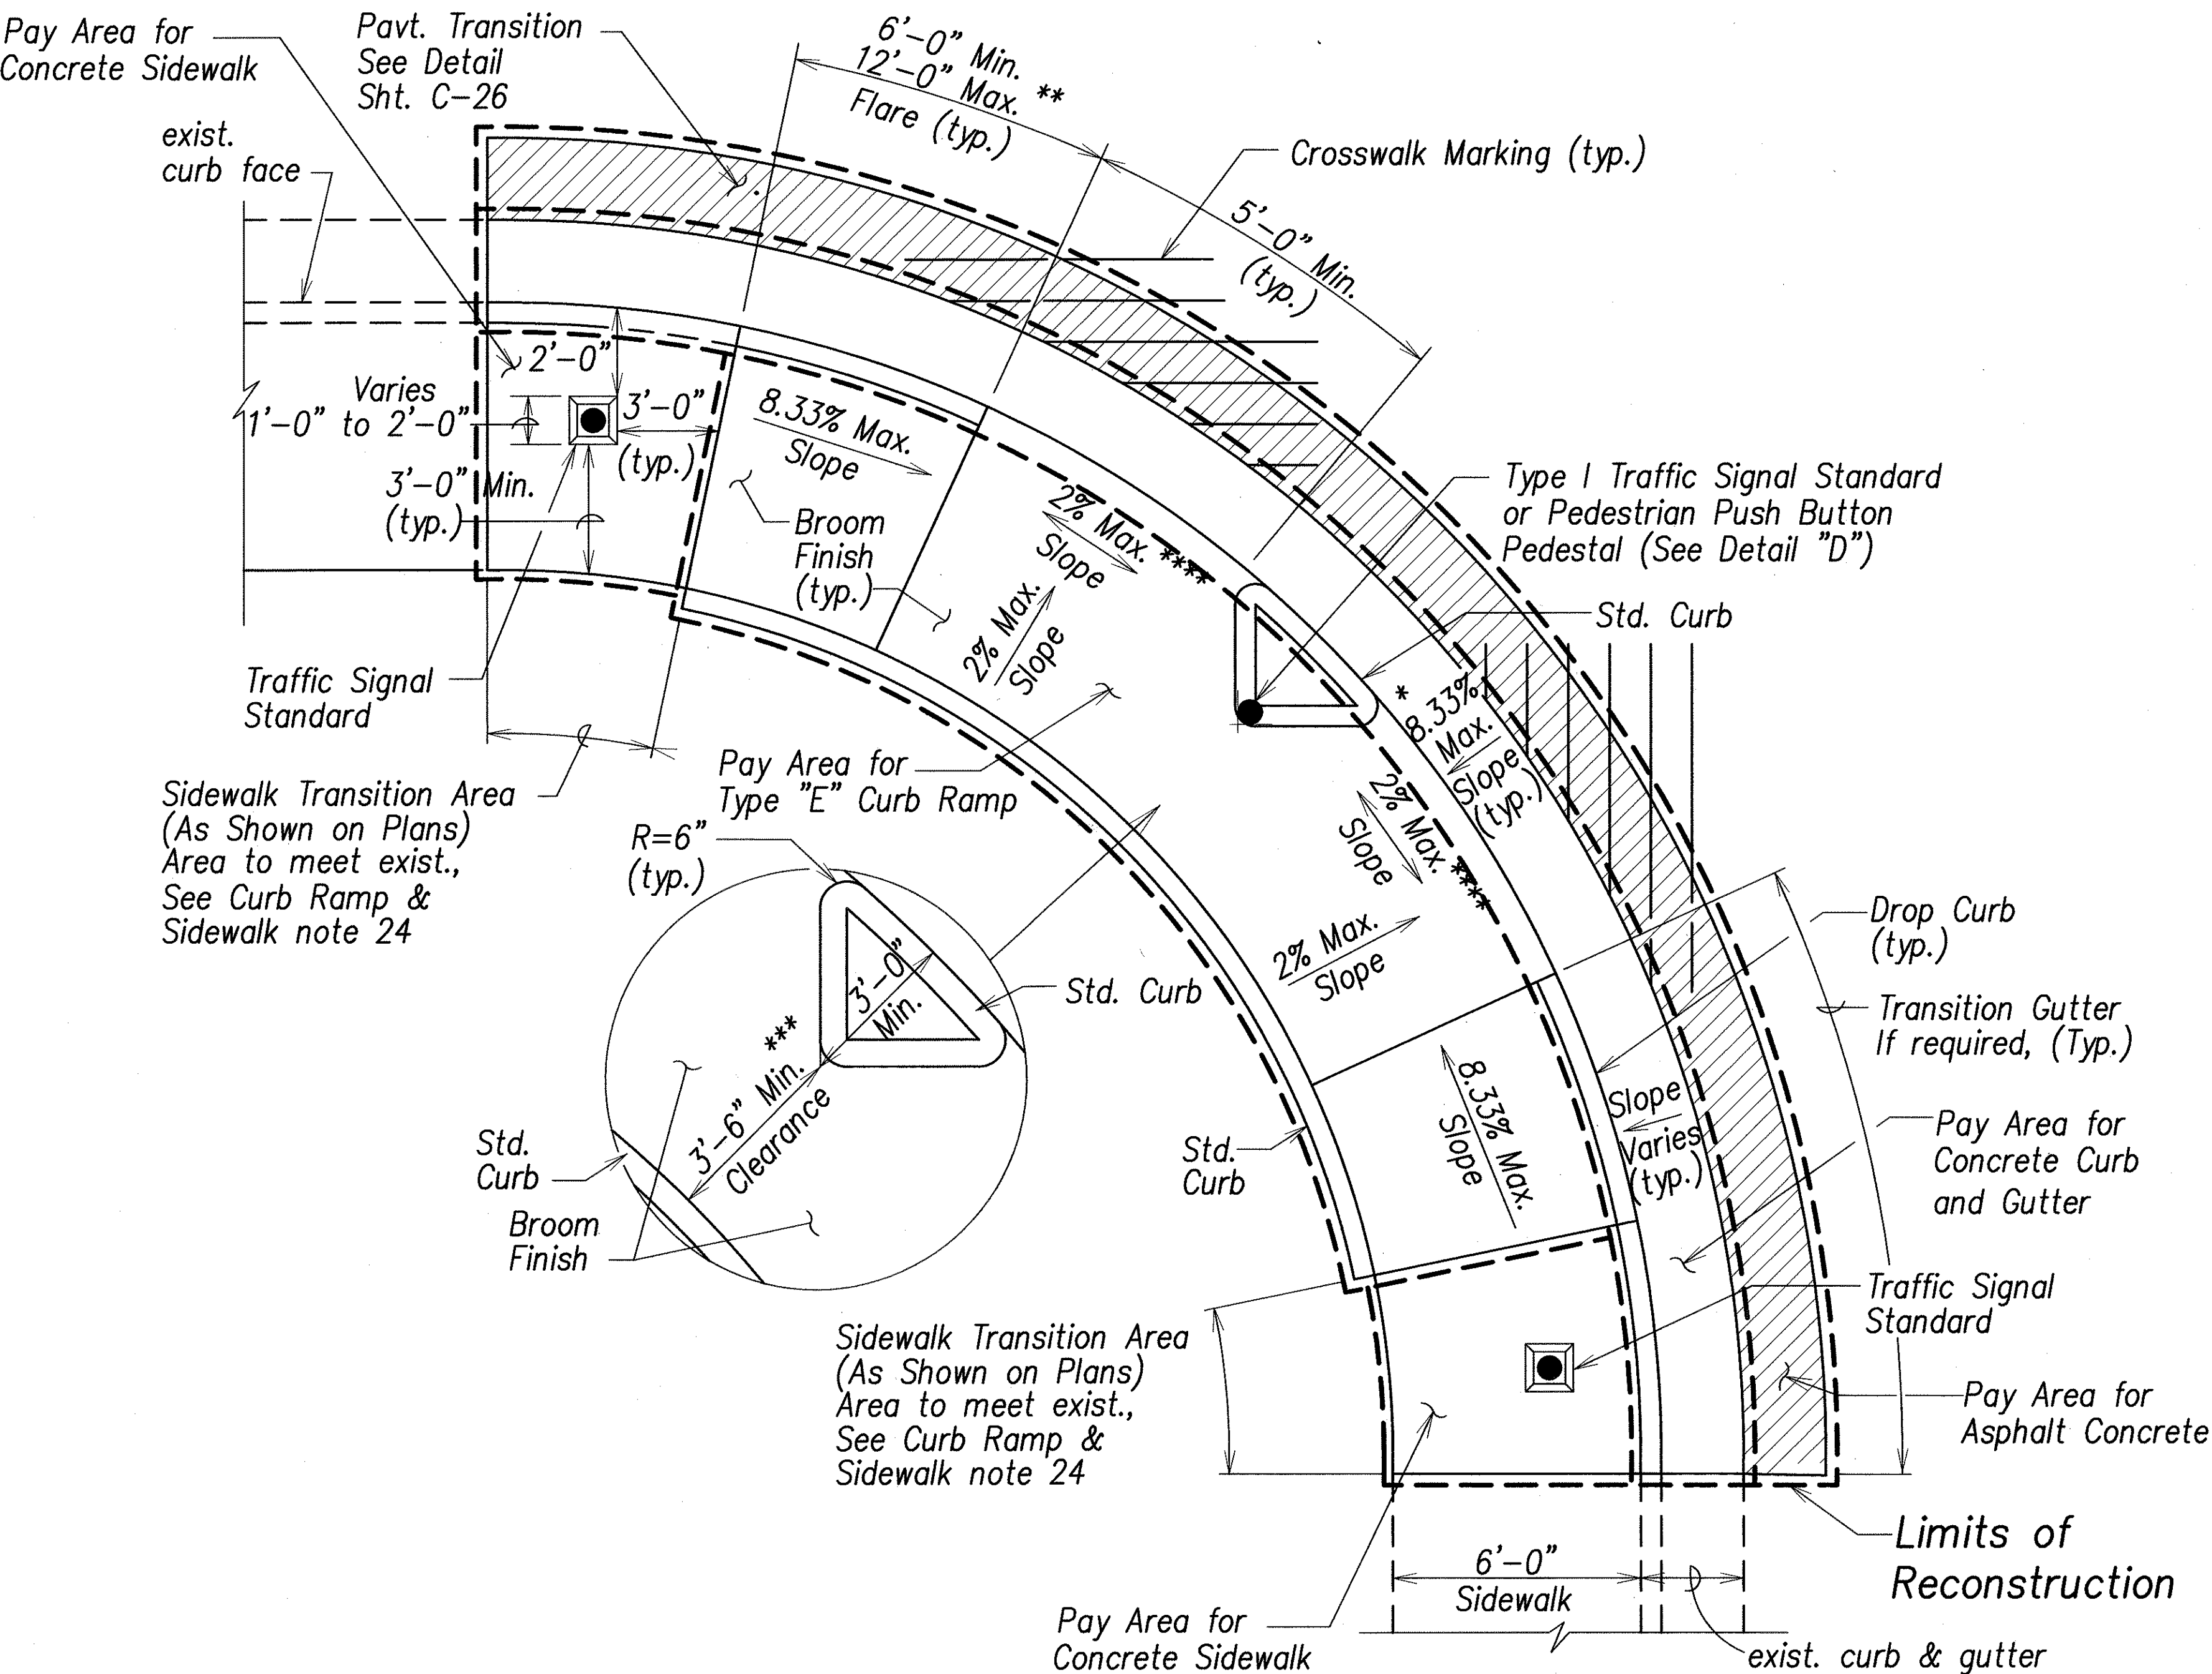 Pay Area for
Concrete Sidewalk
Pavt. Transition
See Detail
Sht. C-26
6'-0" Min.
12'-0" Max. **
Flare (typ.)
exist.
curb face
Crosswalk Marking (typ.)
5'-0" Min.
(typ.)
2'-0"
Varies
1'-0" to 2'-0"
3'-0"
(typ.)
3'-0" Min.
(typ.)
8.33% Max.
Slope
Broom
Finish
(typ.)
2% Max. ****
Slope
2% Max.
Slope
Type I Traffic Signal Standard
or Pedestrian Push Button
Pedestal (See Detail "D")
Std. Curb
Traffic Signal
Standard
*
8.33%
Max.
Slope
(typ.)
Pay Area for
Type "E" Curb Ramp
Sidewalk Transition Area
(As Shown on Plans)
Area to meet exist.,
See Curb Ramp &
Sidewalk note 24
R=6"
(typ.)
2% Max. ****
Slope
2% Max.
Slope
Drop Curb
(typ.)
3'-0"
Min.
Std. Curb
Transition Gutter
If required, (Typ.)
3'-6" Min. ***
Clearance
8.33% Max.
Slope
Slope
Varies
(typ.)
Std.
Curb
Std.
Curb
Pay Area for
Concrete Curb
and Gutter
Broom
Finish
Traffic Signal
Standard
Sidewalk Transition Area
(As Shown on Plans)
Area to meet exist.,
See Curb Ramp &
Sidewalk note 24
Pay Area for
Asphalt Concrete
Limits of
Reconstruction
6'-0"
Sidewalk
Pay Area for
Concrete Sidewalk
exist. curb & gutter